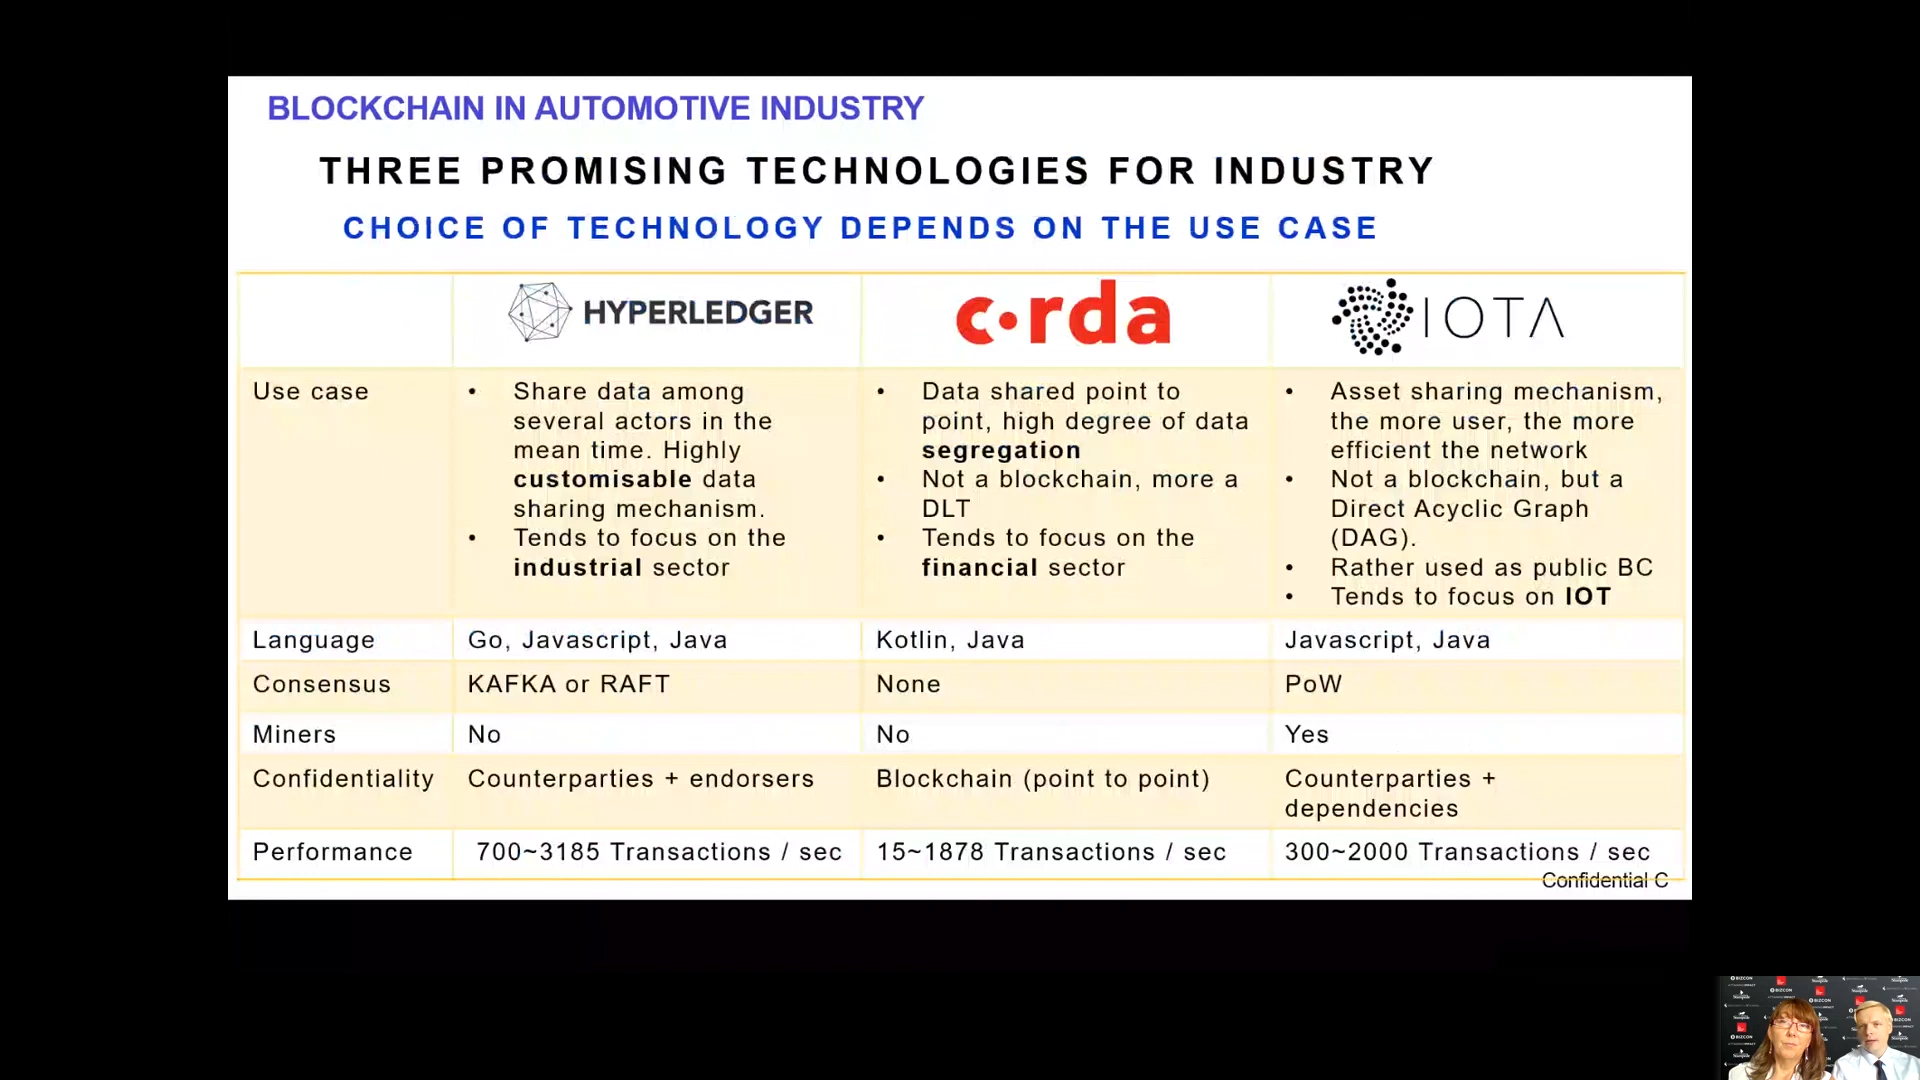 BLOCKCHAIN IN AUTOMOTIVE INDUSTRY
THREE PROMISING TECHNOLOGIES FOR INDUSTRY
CHOICE OF TECHNOLOGY DEPENDS ON THE USE CASE
HYPERLEDGER
c•rda
IOTA
Use case
• Share data among
several actors in the
mean time. Highly
customisable data
sharing mechanism.
• Tends to focus on the
industrial sector
• Data shared point to
point, high degree of data
segregation
• Not a blockchain, more a
DLT
• Tends to focus on the
financial sector
• Asset sharing mechanism,
the more user, the more
efficient the network
• Not a blockchain, but a
Direct Acyclic Graph
(DAG).
• Rather used as public BC
• Tends to focus on IOT
Language
Go, Javascript, Java
Kotlin, Java
Javascript, Java
Consensus
KAFKA or RAFT
None
PoW
Miners
No
No
Yes
Confidentiality
Counterparties + endorsers
Blockchain (point to point)
Counterparties +
dependencies
Performance
700~3185 Transactions / sec
15~1878 Transactions / sec
300~2000 Transactions / sec
Confidential C
BIZCON